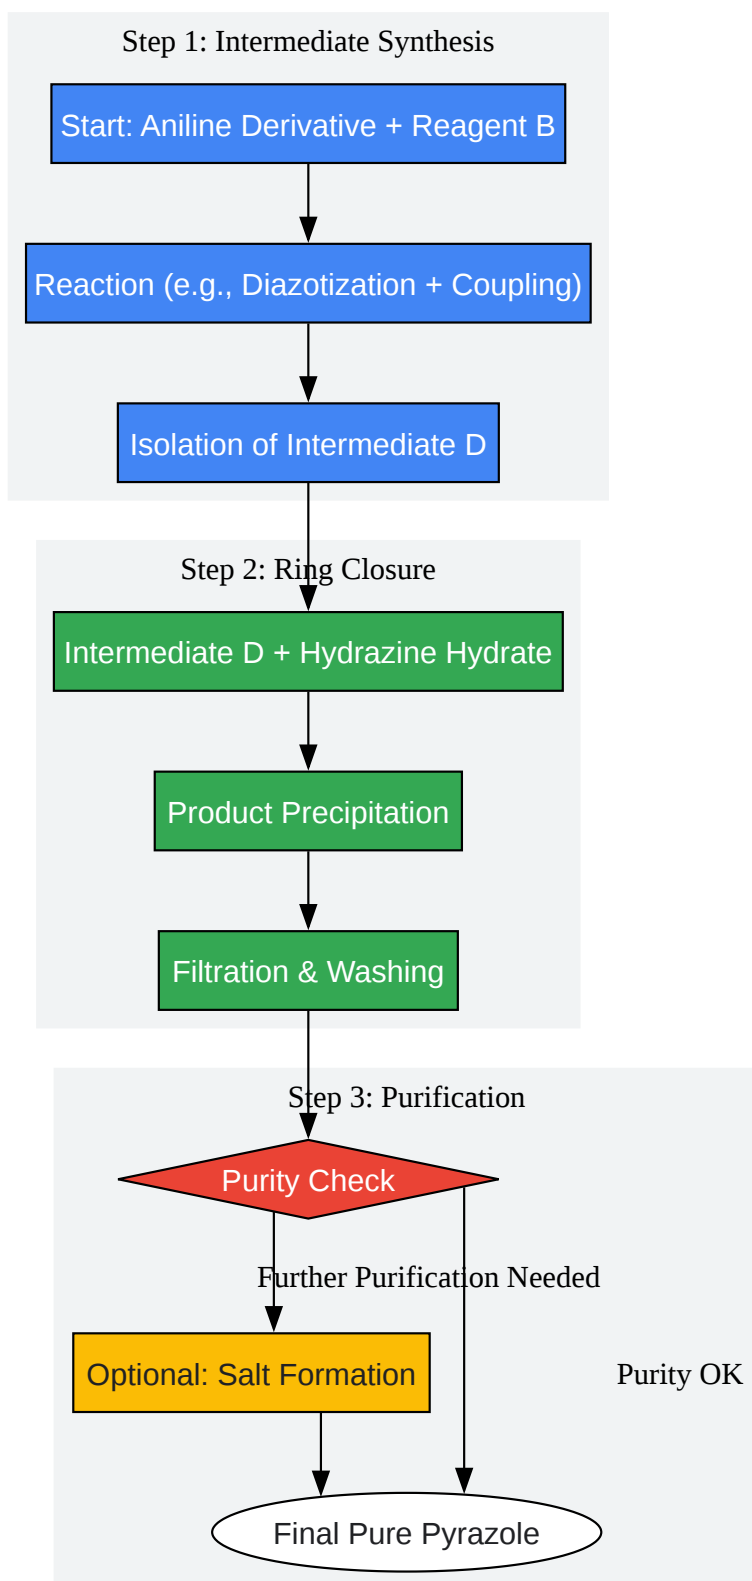 Step 1: Intermediate Synthesis
Start: Aniline Derivative + Reagent B
Reaction (e.g., Diazotization + Coupling)
Isolation of Intermediate D
Step 2: Ring Closure
Intermediate D + Hydrazine Hydrate
Product Precipitation
Filtration & Washing
Step 3: Purification
Purity Check
Further Purification Needed
Optional: Salt Formation
Purity OK
Final Pure Pyrazole